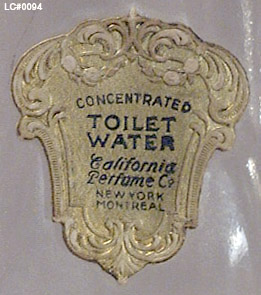 LC#0094
CONCENTRATED
TOILET
WATER
California
Perfume Co
NEW YORK
MONTREAL